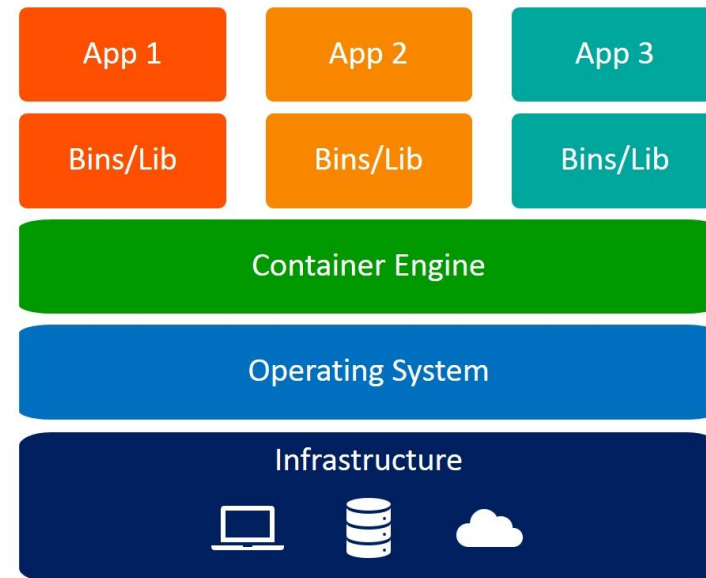 App 1
App 2
App 3
Bins/Lib
Bins/Lib
Bins/Lib
Container Engine
Operating System
Infrastructure